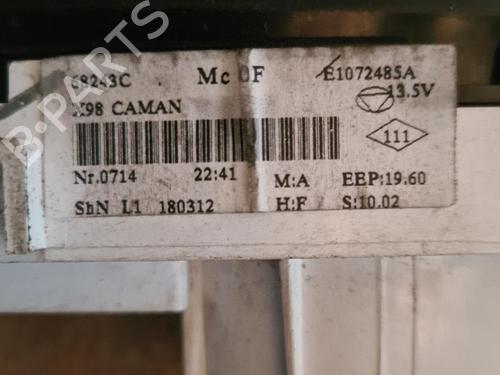 68243C Mc 0F E1072485A
13.5V
X98 CAMAN
111
Nr.0714 22:41 M:A EEP:19.60
ShN L1 180312 H:F S:10.02
B-PARTS